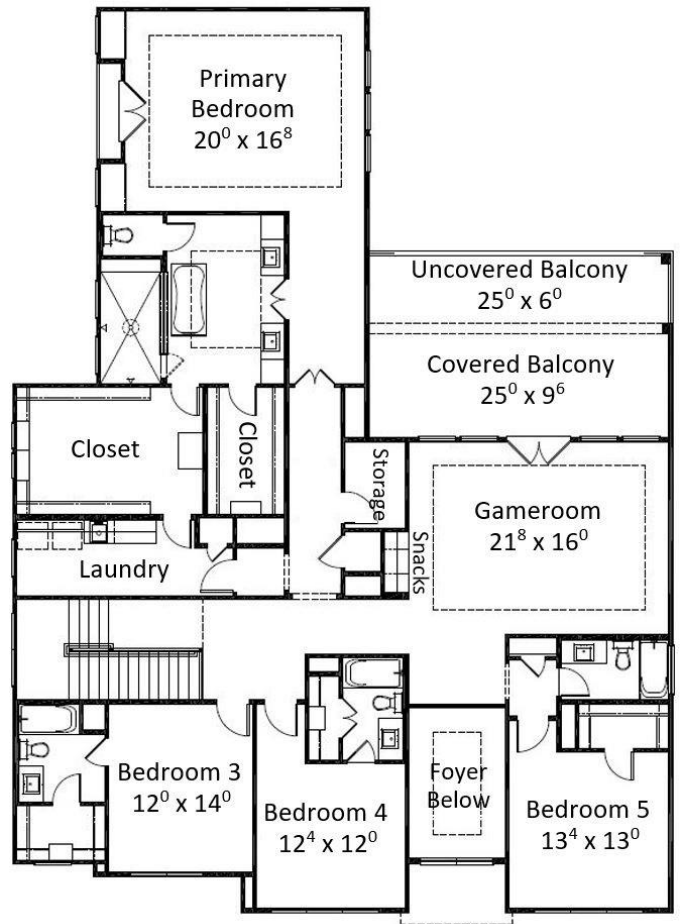 Primary
Bedroom
20⁰ x 16⁸
Uncovered Balcony
25⁰ x 6⁰
Covered Balcony
25⁰ x 9⁶
Closet
Closet
Storage
Gameroom
21⁸ x 16⁰
Snacks
Laundry
Bedroom 3
12⁰ x 14⁰
Bedroom 4
12⁴ x 12⁰
Foyer
Below
Bedroom 5
13⁴ x 13⁰